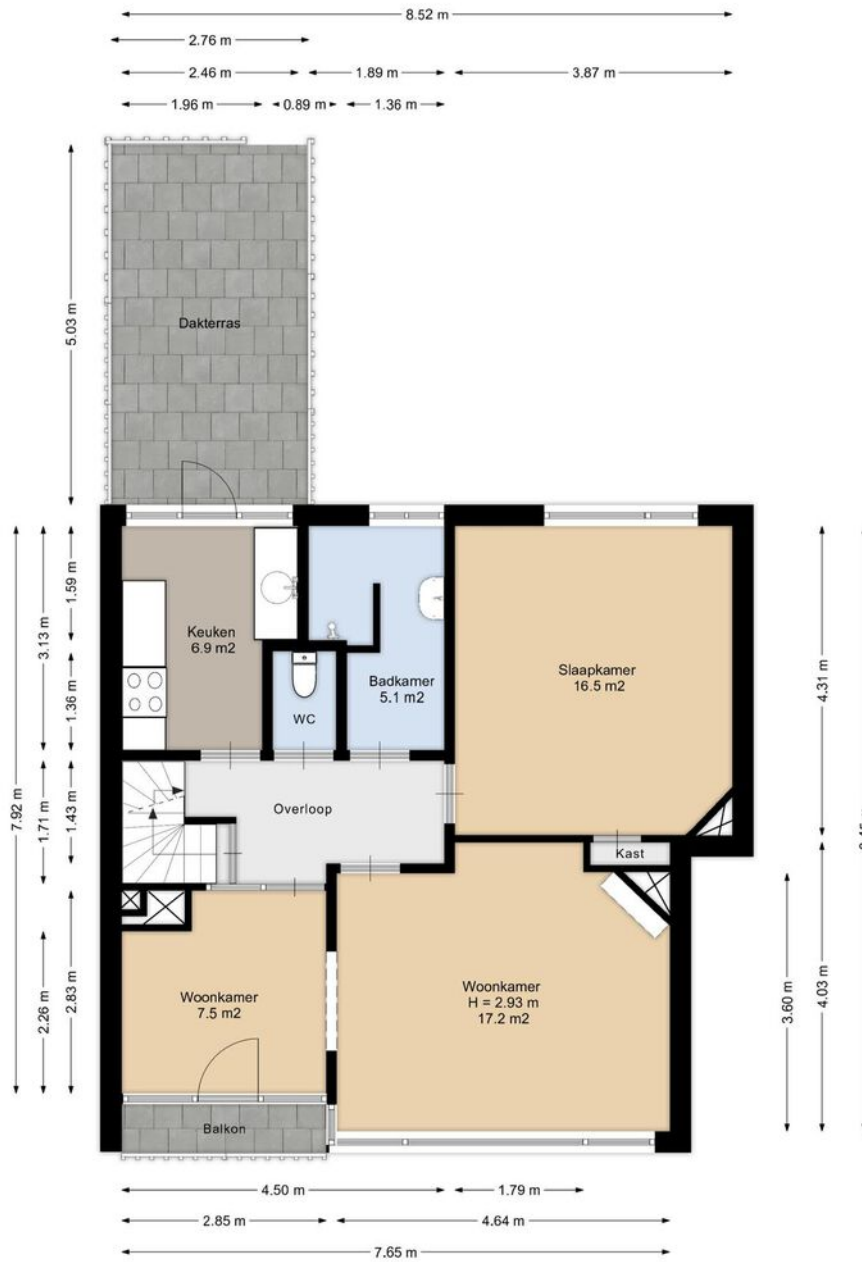 8.52 m
2.76 m
2.46 m
1.89 m
3.87 m
1.96 m
0.89 m
1.36 m
5.03 m
Dakterras
7.92 m
3.13 m
1.59 m
1.36 m
1.71 m
1.43 m
2.26 m
2.83 m
Keuken
6.9 m2
WC
Badkamer
5.1 m2
Slaapkamer
16.5 m2
Overloop
Kast
Woonkamer
7.5 m2
Woonkamer
H = 2.93 m
17.2 m2
Balkon
4.31 m
3.60 m
4.03 m
4.50 m
1.79 m
2.85 m
4.64 m
7.65 m